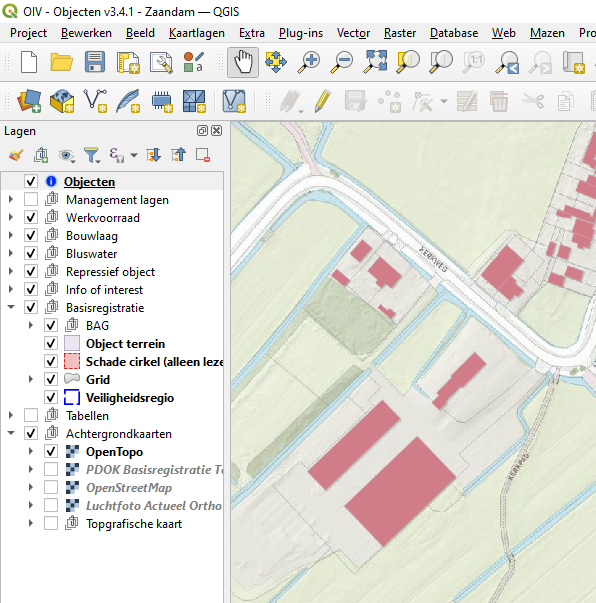 OIV - Objecten v3.4.1 - Zaandam — QGIS
Project Bewerken Beeld Kaartlagen Extra Plug-ins Vector Raster Database Web Mazen Pro
Lagen
Objecten
Management lagen
Werkvoorraad
Bouwlaag
Bluswater
Repressief object
Info of interest
Basisregistratie
BAG
Object terrein
Schade cirkel (alleen leze
Grid
Veiligheidsregio
Tabellen
Achtergrondkaarten
OpenTopo
PDOK Basisregistratie To
OpenStreetMap
Luchtfoto Actueel Ortho
Topgrafische kaart
KERKWEG
KERKPAD